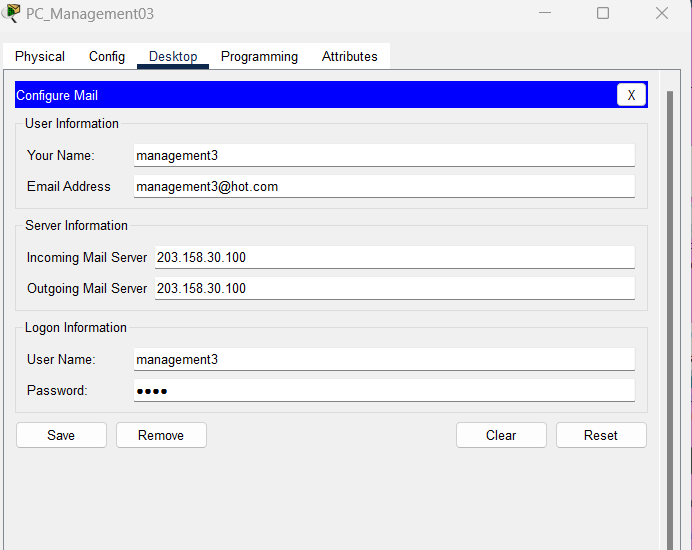 PC_Management03
Physical Config Desktop Programming Attributes
Configure Mail X
User Information
Your Name: management3
Email Address management3@hot.com
Server Information
Incoming Mail Server 203.158.30.100
Outgoing Mail Server 203.158.30.100
Logon Information
User Name: management3
Password: ●●●●
Save Remove Clear Reset